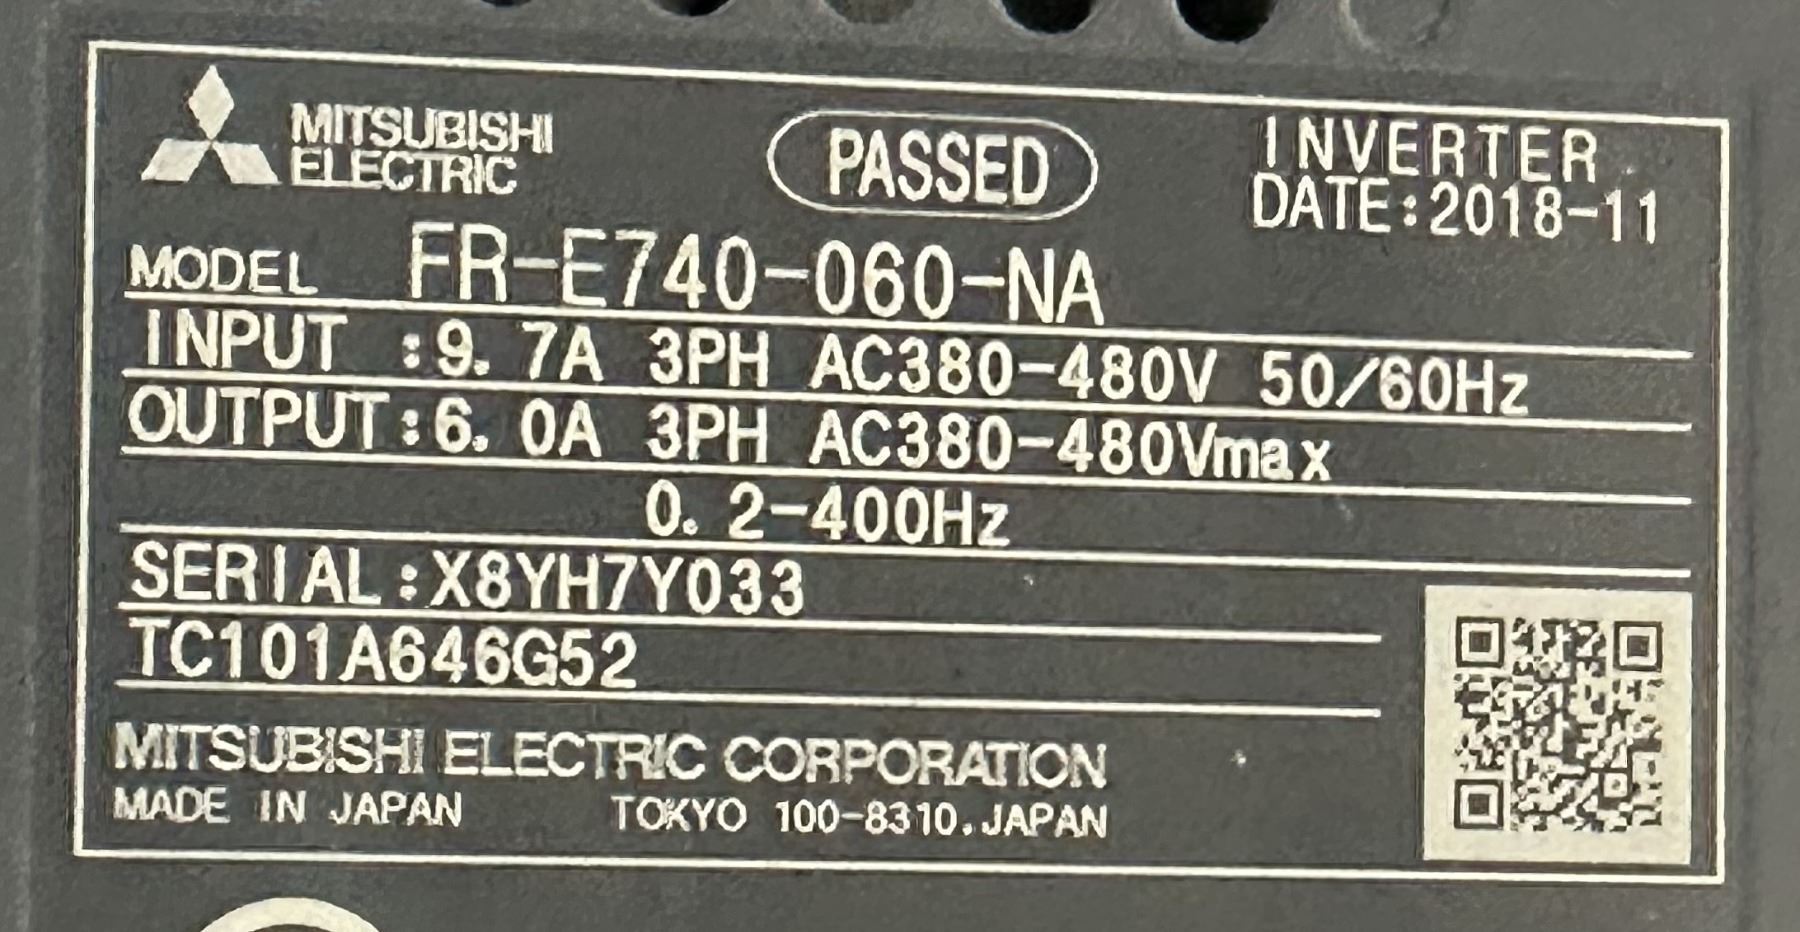 MITSUBISHI
ELECTRIC
PASSED
INVERTER
DATE:2018-11
MODEL FR-E740-060-NA
INPUT :9.7A 3PH AC380-480V 50/60Hz
OUTPUT:6.0A 3PH AC380-480Vmax
0.2-400Hz
SERIAL:X8YH7Y033
TC101A646G52
MITSUBISHI ELECTRIC CORPORATION
MADE IN JAPAN TOKYO 100-8310,JAPAN